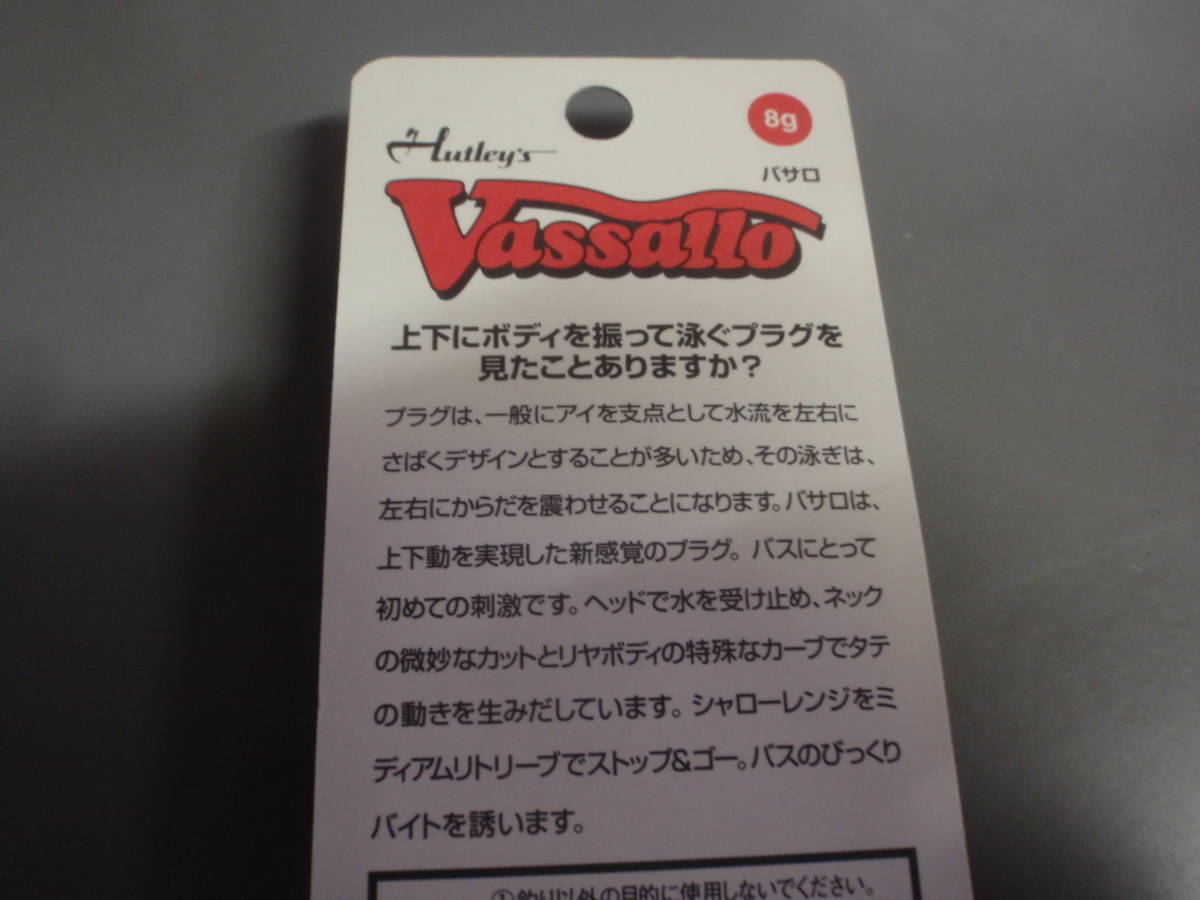 8g
Hutley's
バサロ
Vassallo
上下にボディを振って泳ぐプラグを
見たことありますか？
プラグは、一般にアイを支点として水流を左右に
さばくデザインとすることが多いため、その泳ぎは、
左右にからだを震わせることになります。バサロは、
上下動を実現した新感覚のプラグ。バスにとって
初めての刺激です。ヘッドで水を受け止め、ネック
の微妙なカットとリヤボディの特殊なカーブでタテ
の動きを生みだしています。シャローレンジをミ
ディアムリトリーブでストップ&ゴー。バスのびっくり
バイトを誘います。
①釣り以外の目的に使用しないでください。